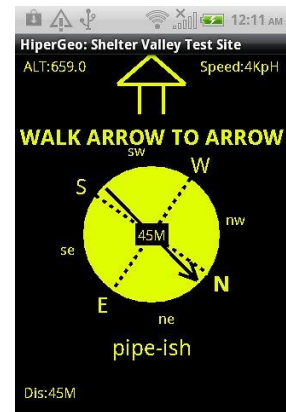 12:11 AM
HiperGeo: Shelter Valley Test Site
ALT:659.0 Speed:4KpH
WALK ARROW TO ARROW
sw
W
S
nw
45M
se
N
E
ne
pipe-ish
Dis:45M